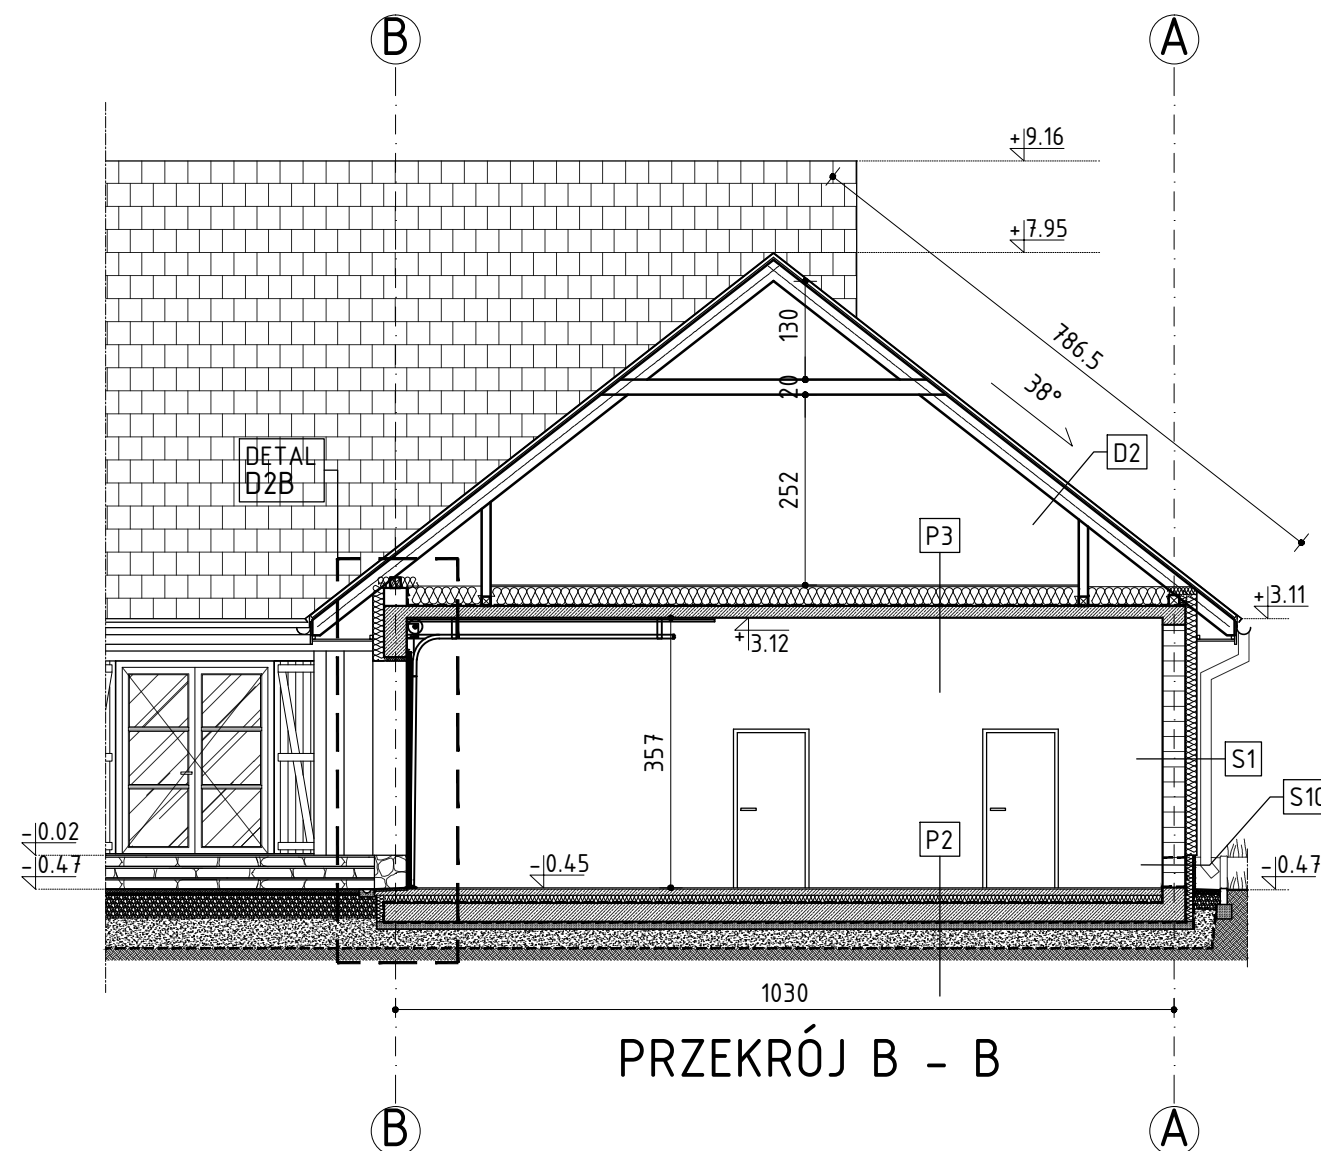 B
A
+9.16
+7.95
130
786.5
38°
20
DETAL
D2B
D2
252
P3
+3.11
+3.12
357
S1
S10
-0.02
P2
-0.47
-0.45
-0.47
1030
PRZEKRÓJ B - B
B
A